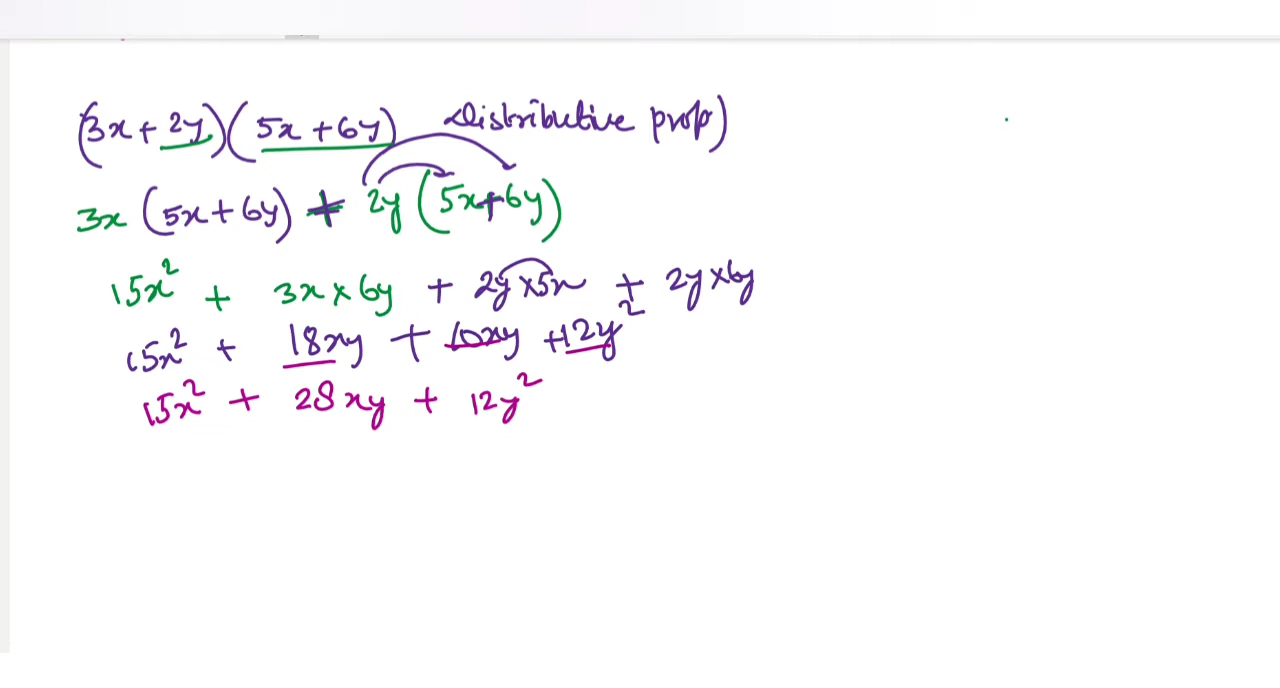 (3x + 2y)(5x + 6y) Distributive prop)
3x (5x + 6y) + 2y (5x + 6y)
15x² + 3x × 6y + 2y × 5x + 2y × 6y
15x² + 18xy + 10xy + 12y²
15x² + 28xy + 12y²